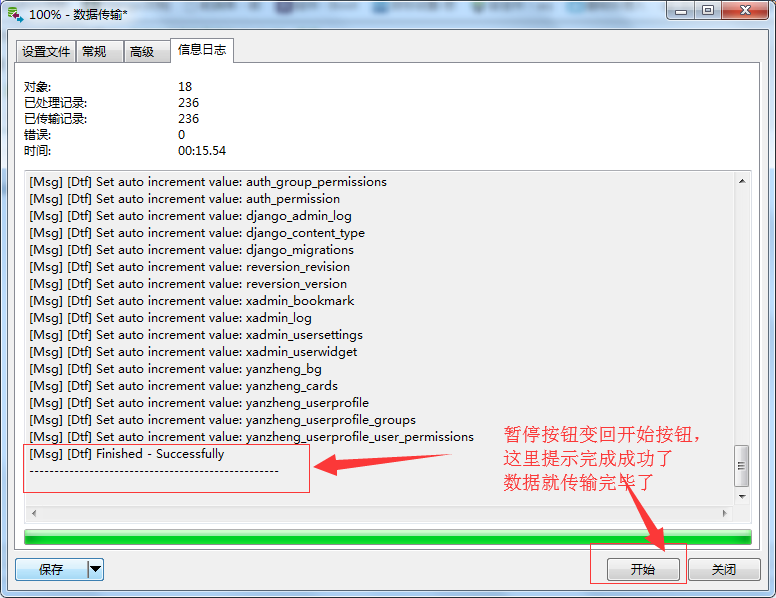 100% - 数据传输*
设置文件 常规 高级 信息日志
对象: 18
已处理记录: 236
已传输记录: 236
错误: 0
时间: 00:15.54
[Msg] [Dtf] Set auto increment value: auth_group_permissions
[Msg] [Dtf] Set auto increment value: auth_permission
[Msg] [Dtf] Set auto increment value: django_admin_log
[Msg] [Dtf] Set auto increment value: django_content_type
[Msg] [Dtf] Set auto increment value: django_migrations
[Msg] [Dtf] Set auto increment value: reversion_revision
[Msg] [Dtf] Set auto increment value: reversion_version
[Msg] [Dtf] Set auto increment value: xadmin_bookmark
[Msg] [Dtf] Set auto increment value: xadmin_log
[Msg] [Dtf] Set auto increment value: xadmin_usersettings
[Msg] [Dtf] Set auto increment value: xadmin_userwidget
[Msg] [Dtf] Set auto increment value: yanzheng_bg
[Msg] [Dtf] Set auto increment value: yanzheng_cards
[Msg] [Dtf] Set auto increment value: yanzheng_userprofile
[Msg] [Dtf] Set auto increment value: yanzheng_userprofile_groups
[Msg] [Dtf] Set auto increment value: yanzheng_userprofile_user_permissions
[Msg] [Dtf] Finished - Successfully
--------------------------------------------------
暂停按钮变回开始按钮，
这里提示完成成功了
数据就传输完毕了
保存 开始 关闭